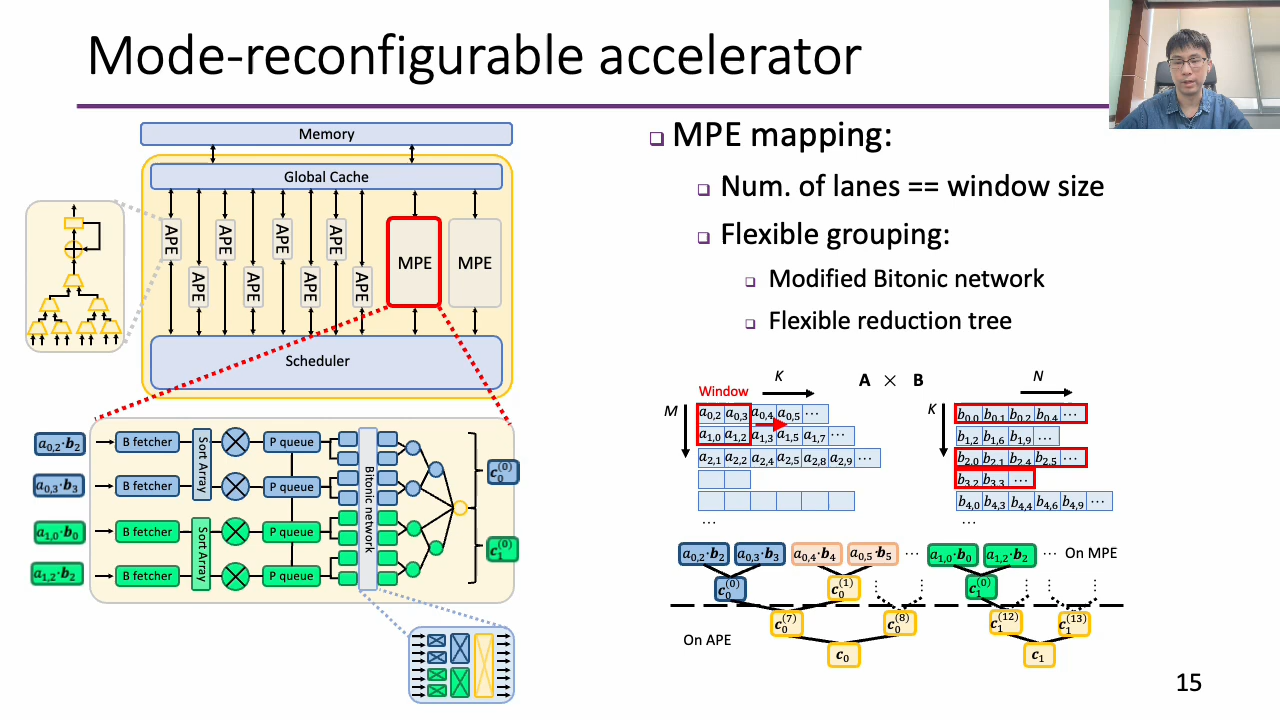 Mode-reconfigurable accelerator
Memory
Global Cache
APE APE APE APE APE APE APE APE MPE MPE
Scheduler
a0,2·b2 B fetcher Sort Array P queue Bitonic network c0(0)
a0,3·b3 B fetcher P queue
a1,0·b0 B fetcher Sort Array P queue c1(0)
a1,2·b2 B fetcher P queue
MPE mapping:
Num. of lanes == window size
Flexible grouping:
Modified Bitonic network
Flexible reduction tree
Window K A × B N
M a0,2 a0,3 a0,4 a0,5 ⋯
a1,0 a1,2 a1,3 a1,5 a1,7 ⋯
a2,1 a2,2 a2,4 a2,5 a2,8 a2,9 ⋯
⋯
K b0,0 b0,1 b0,2 b0,4 ⋯
b1,2 b1,6 b1,9 ⋯
b2,0 b2,1 b2,4 b2,5 ⋯
b3,2 b3,3 ⋯
b4,0 b4,3 b4,4 b4,6 b4,9 ⋯
⋯
a0,2·b2 a0,3·b3 a0,4·b4 a0,5·b5 ⋯ a1,0·b0 a1,2·b2 ⋯ On MPE
c0(0) c0(1) c1(0)
c0(7) c0(8) c1(12) c1(13)
On APE c0 c1
15